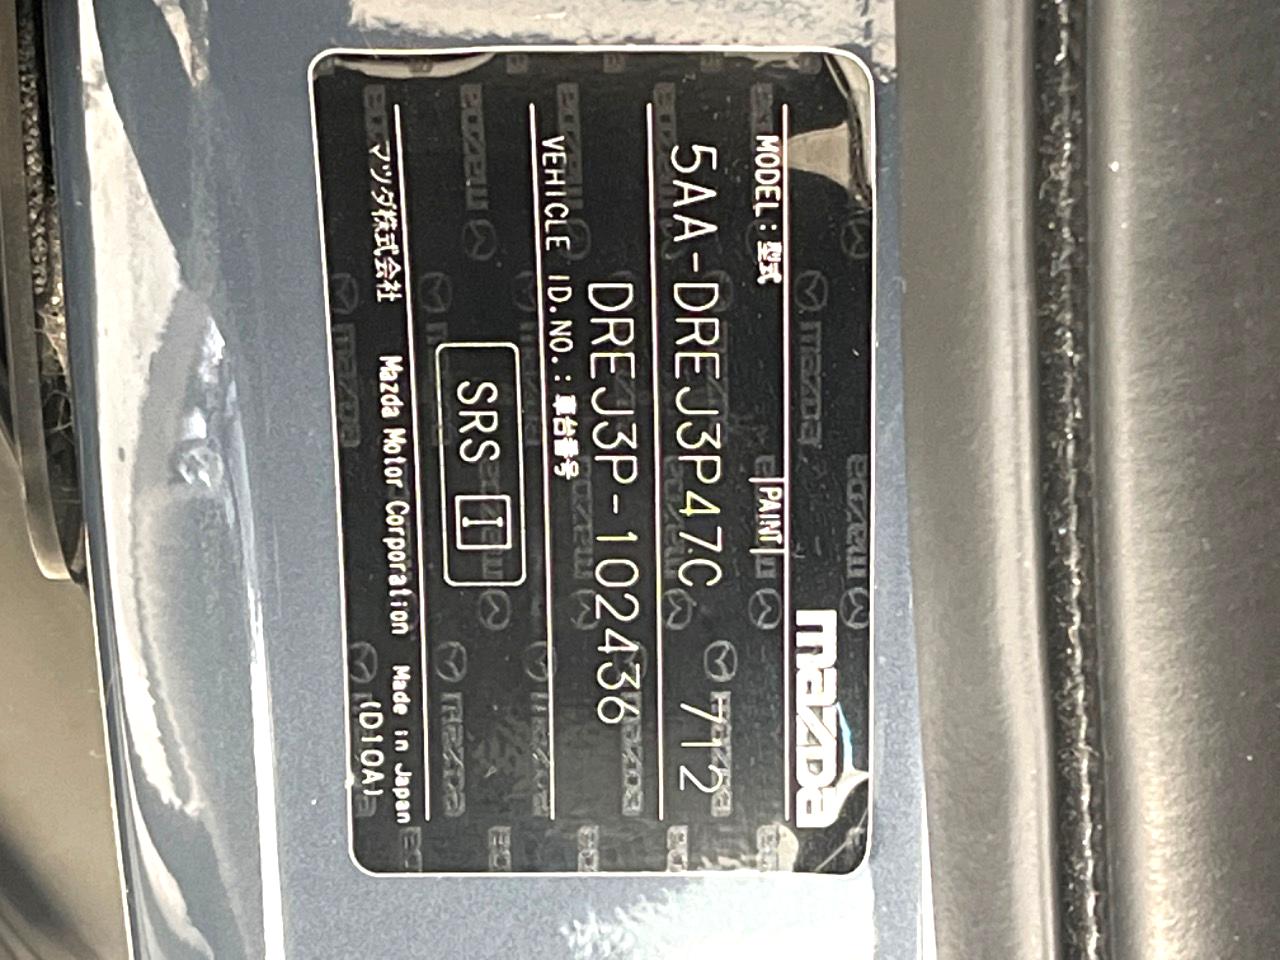 mazda
MODEL:型式 PAINT
5AA-DREJ3P47C 712
DREJ3P-102436
VEHICLE ID.NO.:車台番号
SRS I
マツダ株式会社 Mazda Motor Corporation Made in Japan
(D10A)